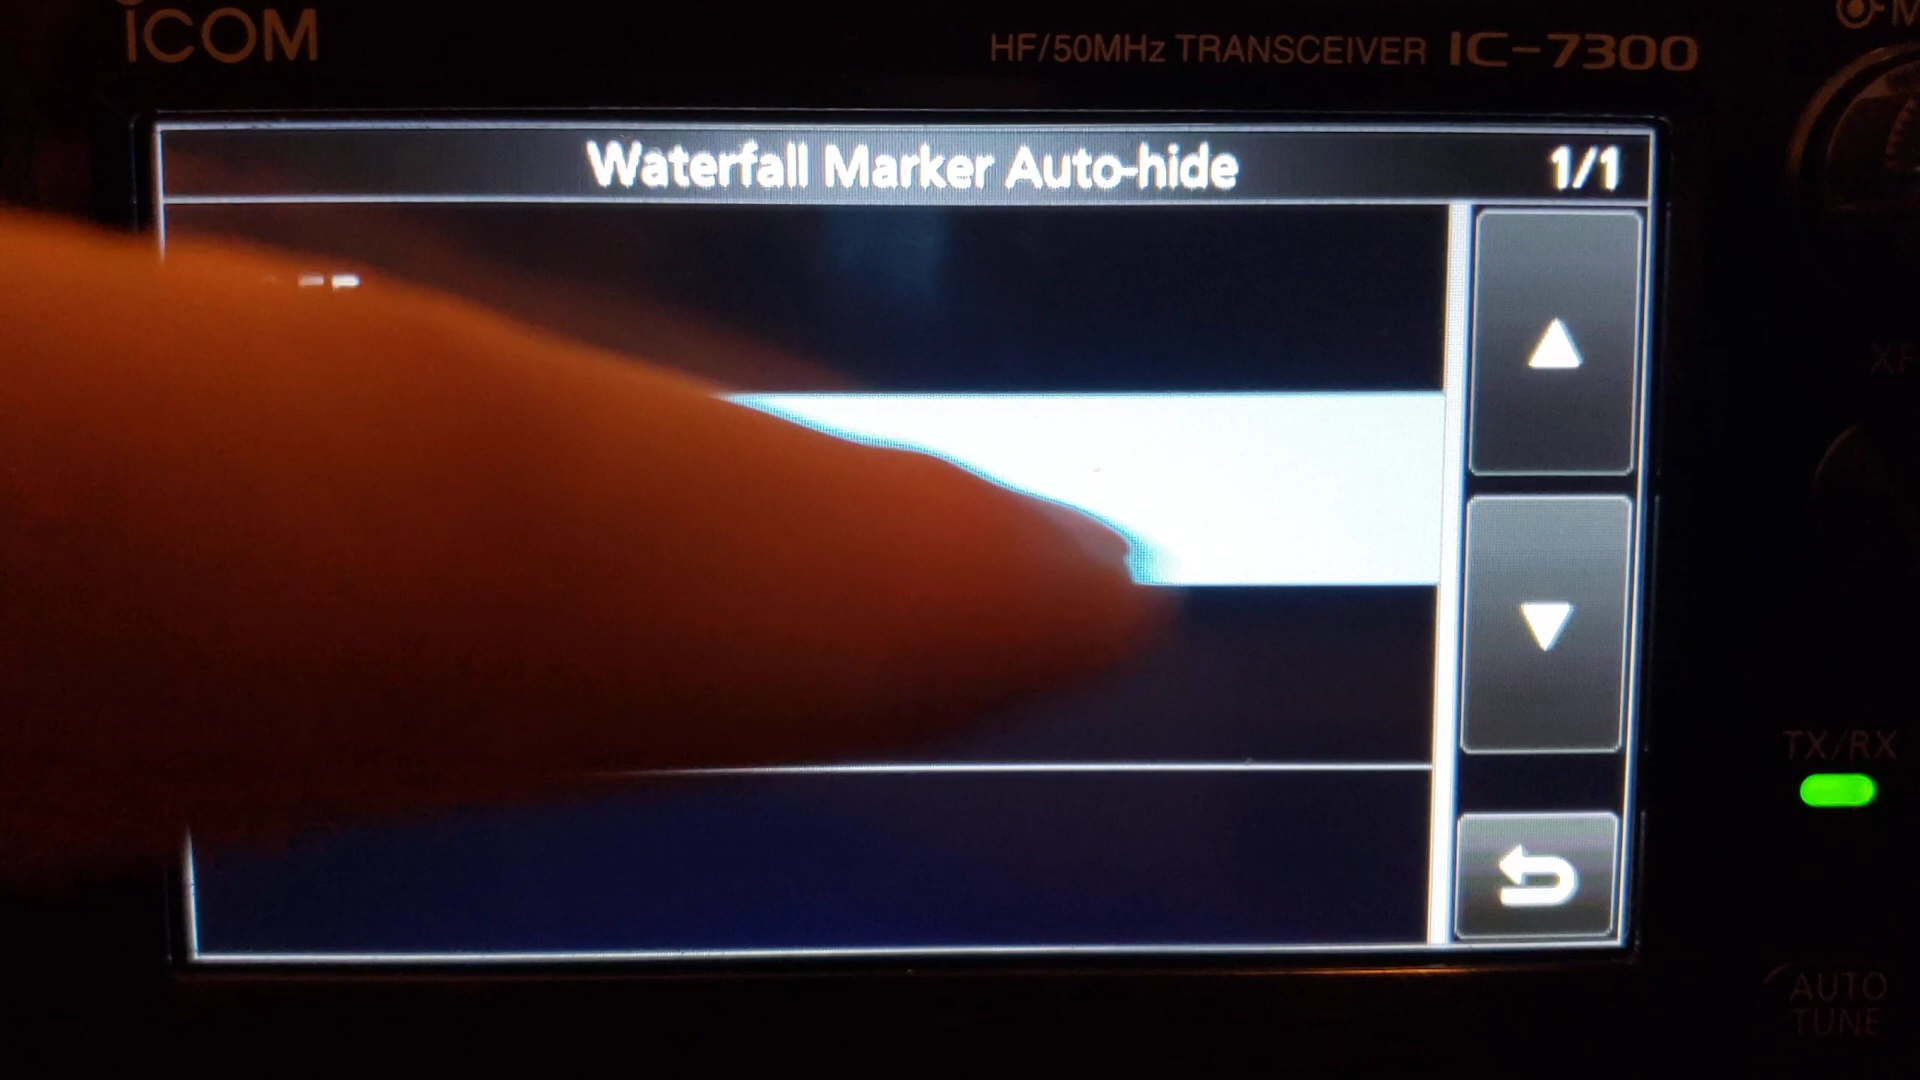 ICOM
HF/50MHz TRANSCEIVER IC-7300
Waterfall Marker Auto-hide 1/1
TX/RX
AUTO
TUNE